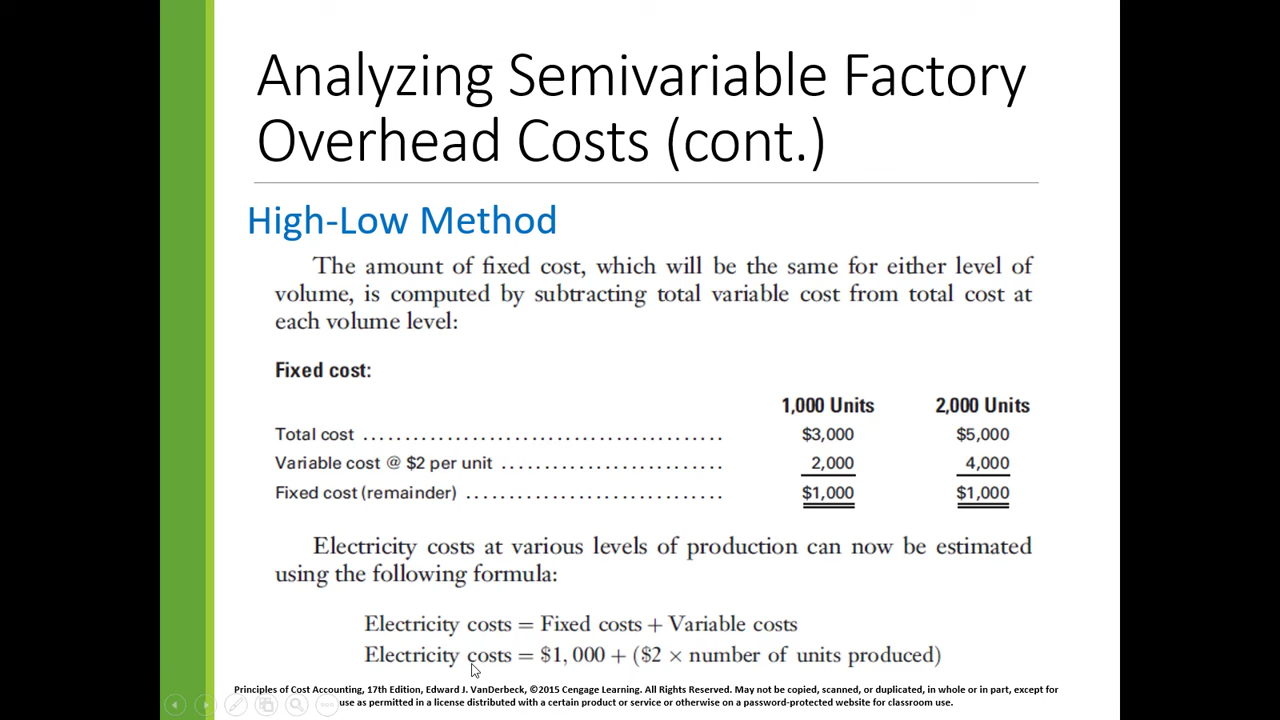 Analyzing Semivariable Factory
Overhead Costs (cont.)
High-Low Method
The amount of fixed cost, which will be the same for either level of
volume, is computed by subtracting total variable cost from total cost at
each volume level:
Fixed cost:
1,000 Units 2,000 Units
Total cost ........................................... $3,000 $5,000
Variable cost @ $2 per unit .......................... 2,000 4,000
Fixed cost (remainder) .............................. $1,000 $1,000
Electricity costs at various levels of production can now be estimated
using the following formula:
Electricity costs = Fixed costs + Variable costs
Electricity costs = $1,000 + ($2 × number of units produced)
Principles of Cost Accounting, 17th Edition, Edward J. VanDerbeck, ©2015 Cengage Learning. All Rights Reserved. May not be copied, scanned, or duplicated, in whole or in part, except for
use as permitted in a license distributed with a certain product or service or otherwise on a password-protected website for classroom use.